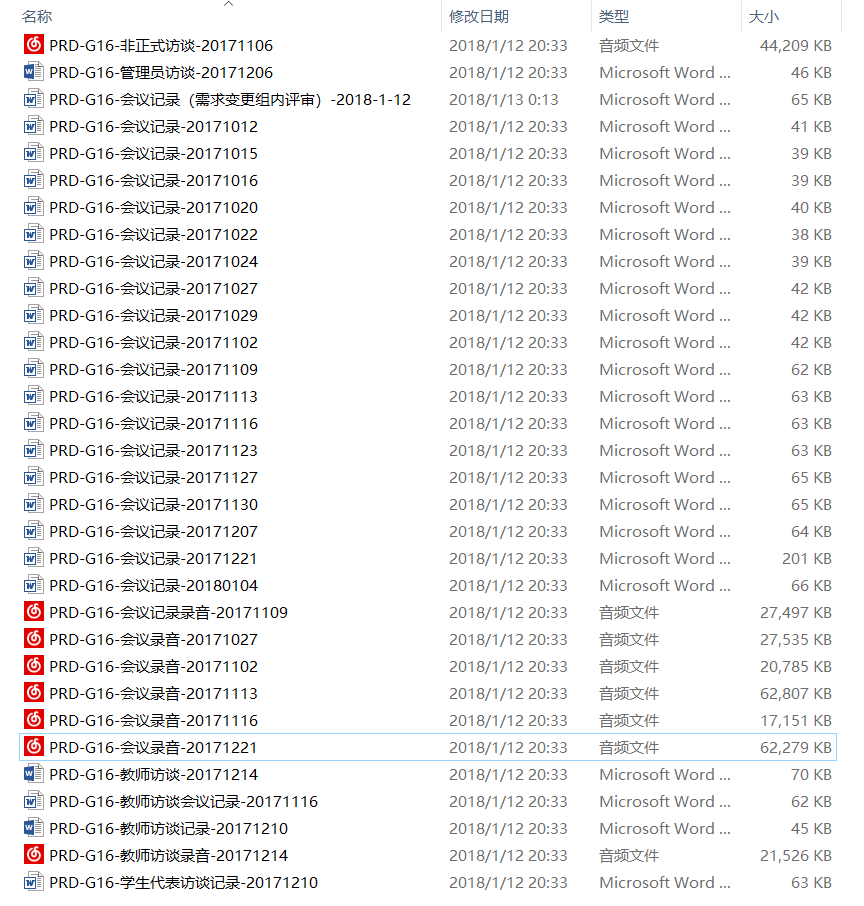 名称 修改日期 类型 大小
PRD-G16-非正式访谈-20171106 2018/1/12 20:33 音频文件 44,209 KB
PRD-G16-管理员访谈-20171206 2018/1/12 20:33 Microsoft Word ... 46 KB
PRD-G16-会议记录（需求变更组内评审）-2018-1-12 2018/1/13 0:13 Microsoft Word ... 65 KB
PRD-G16-会议记录-20171012 2018/1/12 20:33 Microsoft Word ... 41 KB
PRD-G16-会议记录-20171015 2018/1/12 20:33 Microsoft Word ... 39 KB
PRD-G16-会议记录-20171016 2018/1/12 20:33 Microsoft Word ... 39 KB
PRD-G16-会议记录-20171020 2018/1/12 20:33 Microsoft Word ... 40 KB
PRD-G16-会议记录-20171022 2018/1/12 20:33 Microsoft Word ... 38 KB
PRD-G16-会议记录-20171024 2018/1/12 20:33 Microsoft Word ... 39 KB
PRD-G16-会议记录-20171027 2018/1/12 20:33 Microsoft Word ... 42 KB
PRD-G16-会议记录-20171029 2018/1/12 20:33 Microsoft Word ... 42 KB
PRD-G16-会议记录-20171102 2018/1/12 20:33 Microsoft Word ... 42 KB
PRD-G16-会议记录-20171109 2018/1/12 20:33 Microsoft Word ... 62 KB
PRD-G16-会议记录-20171113 2018/1/12 20:33 Microsoft Word ... 63 KB
PRD-G16-会议记录-20171116 2018/1/12 20:33 Microsoft Word ... 63 KB
PRD-G16-会议记录-20171123 2018/1/12 20:33 Microsoft Word ... 63 KB
PRD-G16-会议记录-20171127 2018/1/12 20:33 Microsoft Word ... 65 KB
PRD-G16-会议记录-20171130 2018/1/12 20:33 Microsoft Word ... 65 KB
PRD-G16-会议记录-20171207 2018/1/12 20:33 Microsoft Word ... 64 KB
PRD-G16-会议记录-20171221 2018/1/12 20:33 Microsoft Word ... 201 KB
PRD-G16-会议记录-20180104 2018/1/12 20:33 Microsoft Word ... 66 KB
PRD-G16-会议记录录音-20171109 2018/1/12 20:33 音频文件 27,497 KB
PRD-G16-会议录音-20171027 2018/1/12 20:33 音频文件 27,535 KB
PRD-G16-会议录音-20171102 2018/1/12 20:33 音频文件 20,785 KB
PRD-G16-会议录音-20171113 2018/1/12 20:33 音频文件 62,807 KB
PRD-G16-会议录音-20171116 2018/1/12 20:33 音频文件 17,151 KB
PRD-G16-会议录音-20171221 2018/1/12 20:33 音频文件 62,279 KB
PRD-G16-教师访谈-20171214 2018/1/12 20:33 Microsoft Word ... 70 KB
PRD-G16-教师访谈会议记录-20171116 2018/1/12 20:33 Microsoft Word ... 62 KB
PRD-G16-教师访谈记录-20171210 2018/1/12 20:33 Microsoft Word ... 45 KB
PRD-G16-教师访谈录音-20171214 2018/1/12 20:33 音频文件 21,526 KB
PRD-G16-学生代表访谈记录-20171210 2018/1/12 20:33 Microsoft Word ... 63 KB